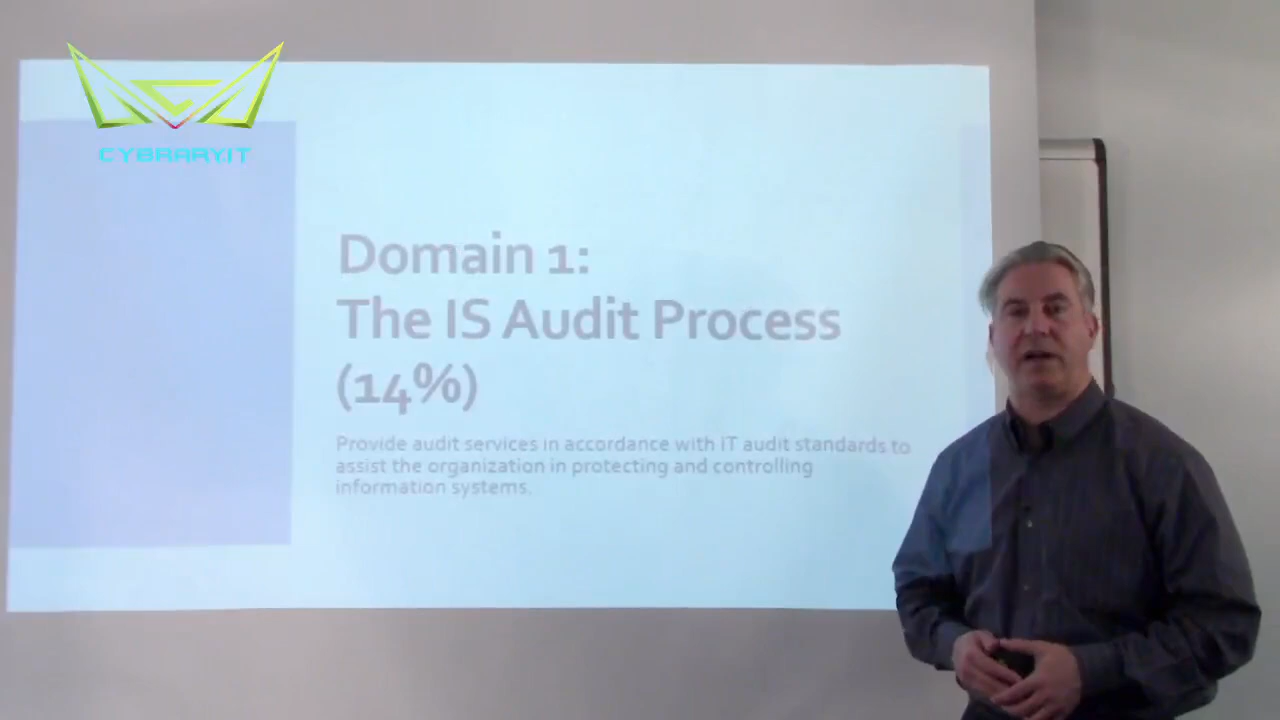 CYBRARY.IT
Domain 1:
The IS Audit Process
(14%)
Provide audit services in accordance with IT audit standards to
assist the organization in protecting and controlling
information systems.